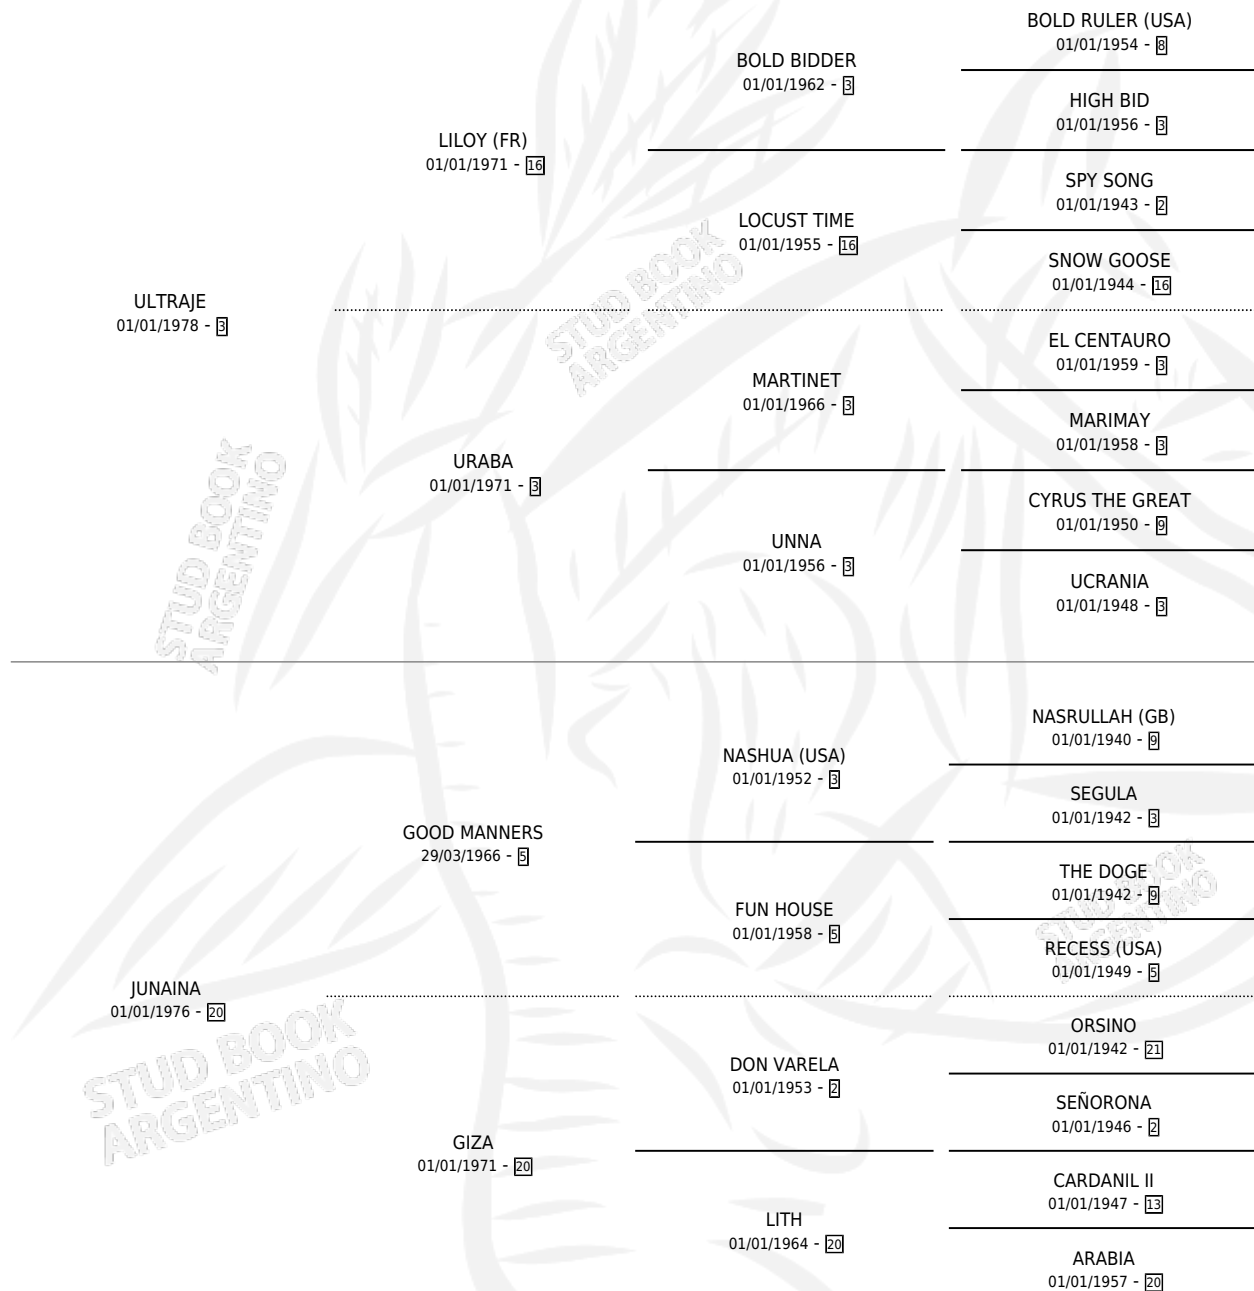 BOLD RULER (USA)
01/01/1954 - 8
BOLD BIDDER
01/01/1962 - 3
HIGH BID
01/01/1956 - 3
LILOY (FR)
01/01/1971 - 16
SPY SONG
01/01/1943 - 2
LOCUST TIME
01/01/1955 - 16
SNOW GOOSE
01/01/1944 - 16
ULTRAJE
01/01/1978 - 3
STUD BOOK
ARGENTINO
EL CENTAURO
01/01/1959 - 3
MARTINET
01/01/1966 - 3
MARIMAY
01/01/1958 - 3
URABA
01/01/1971 - 3
CYRUS THE GREAT
01/01/1950 - 9
UNNA
01/01/1956 - 3
UCRANIA
01/01/1948 - 3
STUD BOOK
ARGENTINO
NASRULLAH (GB)
01/01/1940 - 9
NASHUA (USA)
01/01/1952 - 3
SEGULA
01/01/1942 - 3
GOOD MANNERS
29/03/1966 - 5
THE DOGE
01/01/1942 - 9
STUD BOOK
ARGENTINO
FUN HOUSE
01/01/1958 - 5
RECESS (USA)
01/01/1949 - 5
JUNAINA
01/01/1976 - 20
STUD BOOK
ARGENTINO
ORSINO
01/01/1942 - 21
DON VARELA
01/01/1953 - 2
SEÑORONA
01/01/1946 - 2
GIZA
01/01/1971 - 20
CARDANIL II
01/01/1947 - 13
LITH
01/01/1964 - 20
ARABIA
01/01/1957 - 20